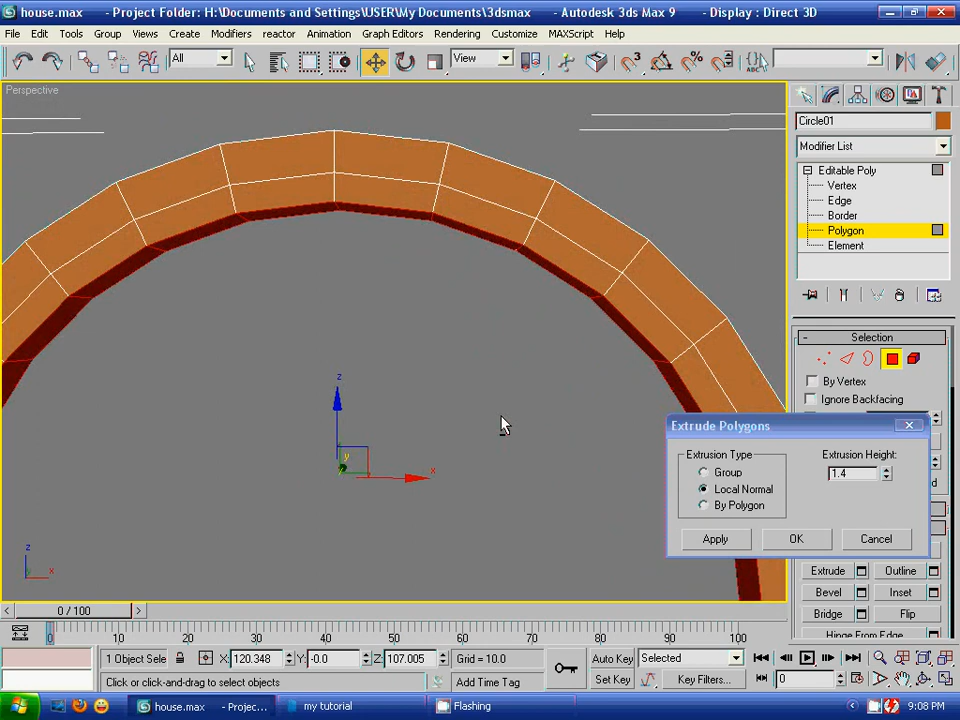 house.max - Project Folder: H:\Documents and Settings\USER\My Documents\3dsmax - Autodesk 3ds Max 9 - Display : Direct 3D
File Edit Tools Group Views Create Modifiers reactor Animation Graph Editors Rendering Customize MAXScript Help
All View
Perspective
Circle01
Modifier List
Editable Poly
Vertex
Edge
Border
Polygon
Element
Selection
By Vertex
Ignore Backfacing
Extrude Polygons
Extrusion Type
Group
Local Normal
By Polygon
Extrusion Height:
1.4
Apply OK Cancel
z
y
x
z
x
Extrude Outline
Bevel Inset
Bridge Flip
Hinge From Edge
0 / 100
0 10 20 30 40 50 60 70 80 90 100
1 Object Sele X: 120.348 Y: -0.0 Z: 107.005 Grid = 10.0 Auto Key Selected
Click or click-and-drag to select objects Add Time Tag Set Key Key Filters... 0
start house.max - Projec... my tutorial Flashing 9:08 PM